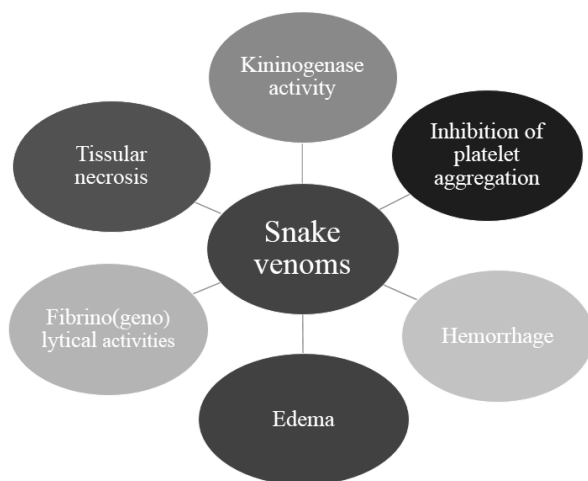 Kininogenase
activity
Inhibition of
platelet
aggregation
Tissular
necrosis
Snake
venoms
Fibrino(geno)
lytical activities
Hemorrhage
Edema